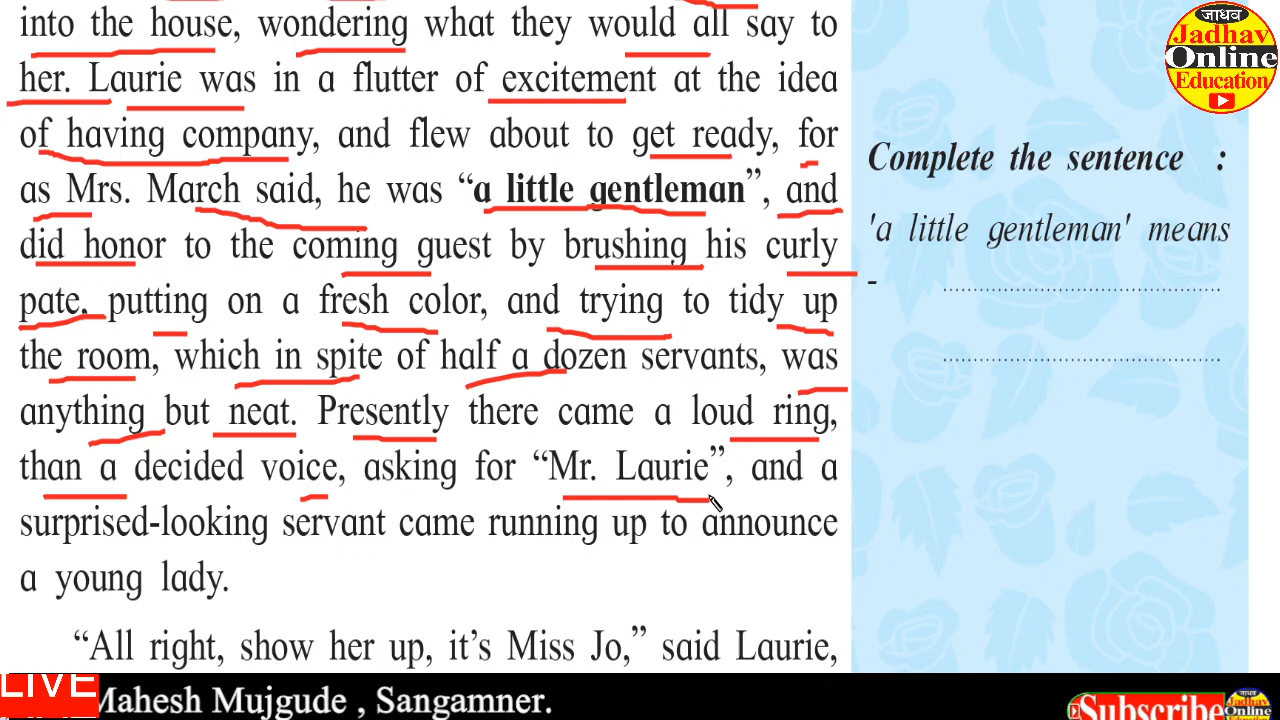 into the house, wondering what they would all say to
her. Laurie was in a flutter of excitement at the idea
of having company, and flew about to get ready, for
as Mrs. March said, he was “a little gentleman”, and
did honor to the coming guest by brushing his curly
pate, putting on a fresh color, and trying to tidy up
the room, which in spite of half a dozen servants, was
anything but neat. Presently there came a loud ring,
than a decided voice, asking for “Mr. Laurie”, and a
surprised-looking servant came running up to announce
a young lady.
“All right, show her up, it’s Miss Jo,” said Laurie,
जाधव
Jadhav
Online
Education
Complete the sentence :
'a little gentleman' means
- ............................................
............................................
LIVE
Mahesh Mujgude , Sangamner.
Subscribe
जाधव
Jadhav
Online